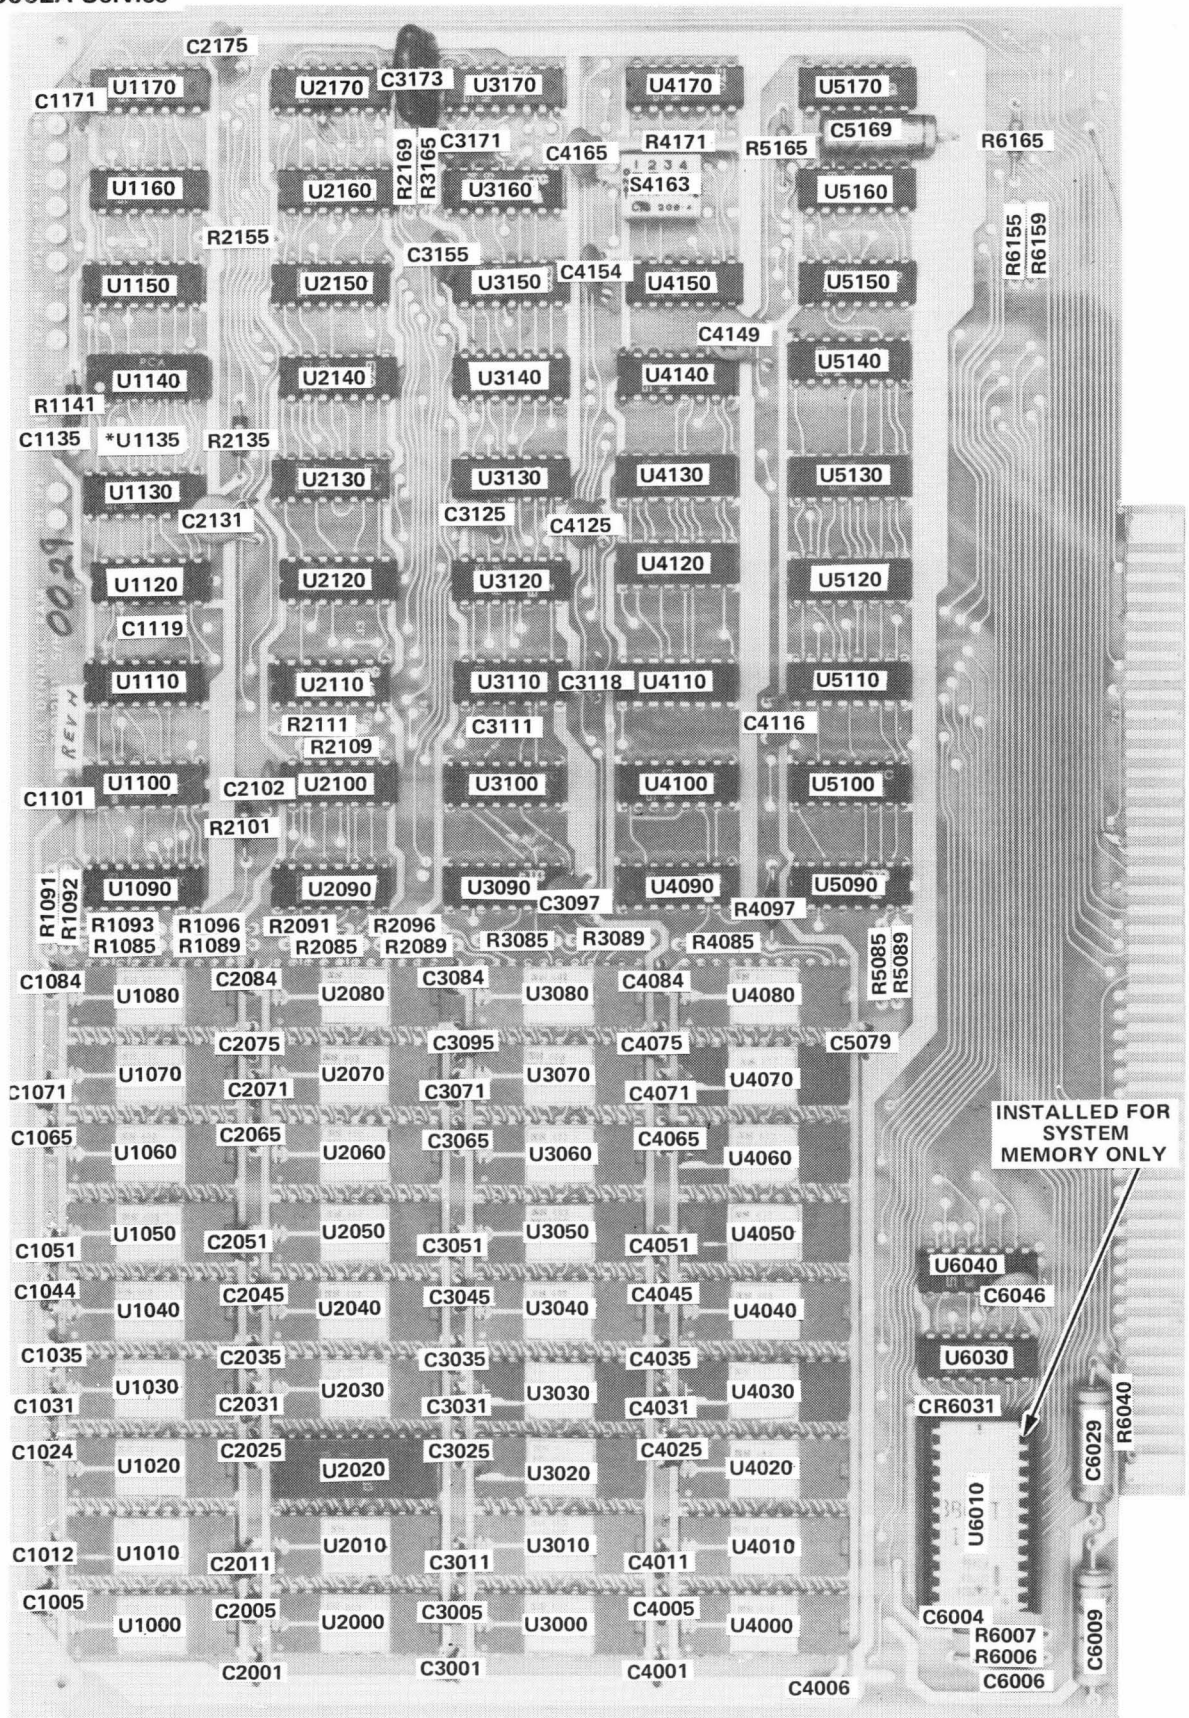 C2175
U1170 U2170 C3173 U3170 U4170 U5170
C1171
C5169
R2169 R3165 C3171 C4165 R4171 R5165 R6165
1 2 3 4
U1160 U2160 U3160 S4163 U5160
R2155 R6155 R6159
C3155 C4154
U1150 U2150 U3150 U4150 U5150
C4149
U1140 U2140 U3140 U4140 U5140
R1141
C1135 *U1135 R2135
U1130 U2130 U3130 U4130 U5130
C2131 C3125 C4125
0029
U1120 U2120 U3120 U4120 U5120
C1119
U1110 U2110 U3110 C3118 U4110 U5110
REV H
R2111 C3111 C4116
R2109
C1101 U1100 C2102 U2100 U3100 U4100 U5100
R2101
R1091 R1092 U1090 U2090 U3090 C3097 U4090 R4097 U5090
R1093 R1096 R2091 R2096
R1085 R1089 R2085 R2089 R3085 R3089 R4085 R5085 R5089
C1084 U1080 C2084 U2080 C3084 U3080 C4084 U4080
C2075 C3095 C4075 C5079
C1071 U1070 C2071 U2070 C3071 U3070 C4071 U4070
INSTALLED FOR
SYSTEM
MEMORY ONLY
C1065 U1060 C2065 U2060 C3065 U3060 C4065 U4060
C1051 U1050 C2051 U2050 C3051 U3050 C4051 U4050
U6040
C1044 U1040 C2045 U2040 C3045 U3040 C4045 U4040 C6046
C1035 C2035 C3035 C4035 U6030
C1031 U1030 C2031 U2030 C3031 U3030 C4031 U4030 CR6031
C6029 R6040
C1024 U1020 C2025 U2020 C3025 U3020 C4025 U4020
U6010
C1012 U1010 C2011 U2010 C3011 U3010 C4011 U4010
C1005 U1000 C2005 U2000 C3005 U3000 C4005 U4000 C6004
R6007
R6006 C6009
C2001 C3001 C4001 C4006 C6006